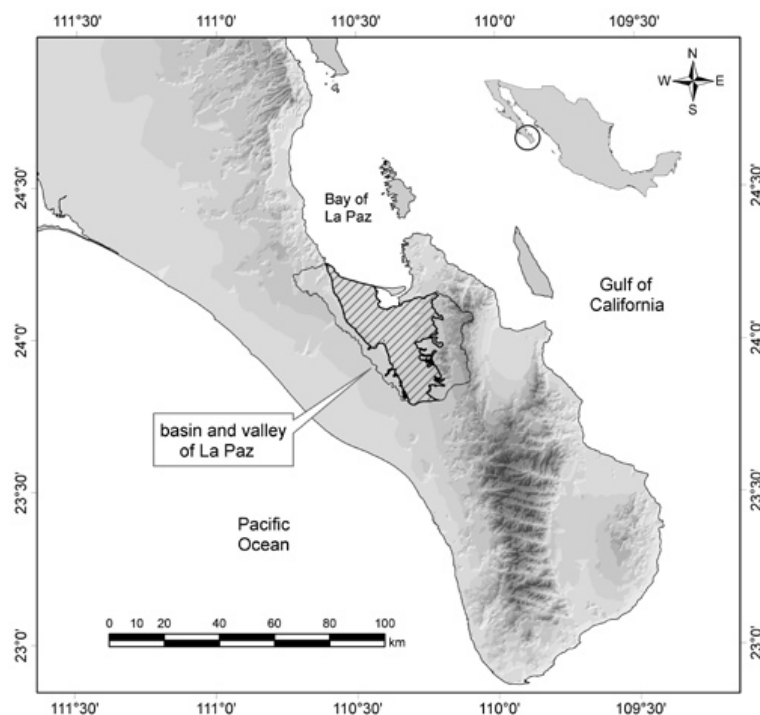 111°30' 111°0' 110°30' 110°0' 109°30'
N
W E
S
24°30'
24°30'
Bay of
La Paz
Gulf of
California
24°0'
24°0'
basin and valley
of La Paz
23°30'
23°30'
Pacific
Ocean
0 20 40 60 80 100
km
23°0'
23°0'
111°30' 111°0' 110°30' 110°0' 109°30'